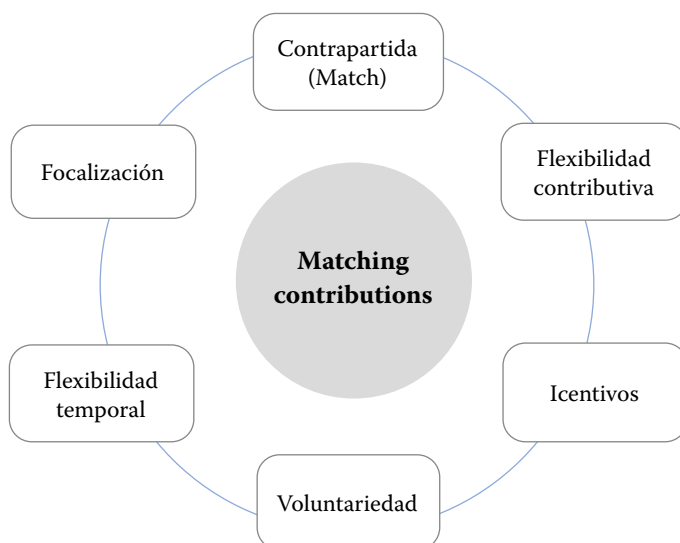 Contrapartida
(Match)
Flexibilidad
contributiva
Focalización
Matching
contributions
Flexibilidad
temporal
Icentivos
Voluntariedad